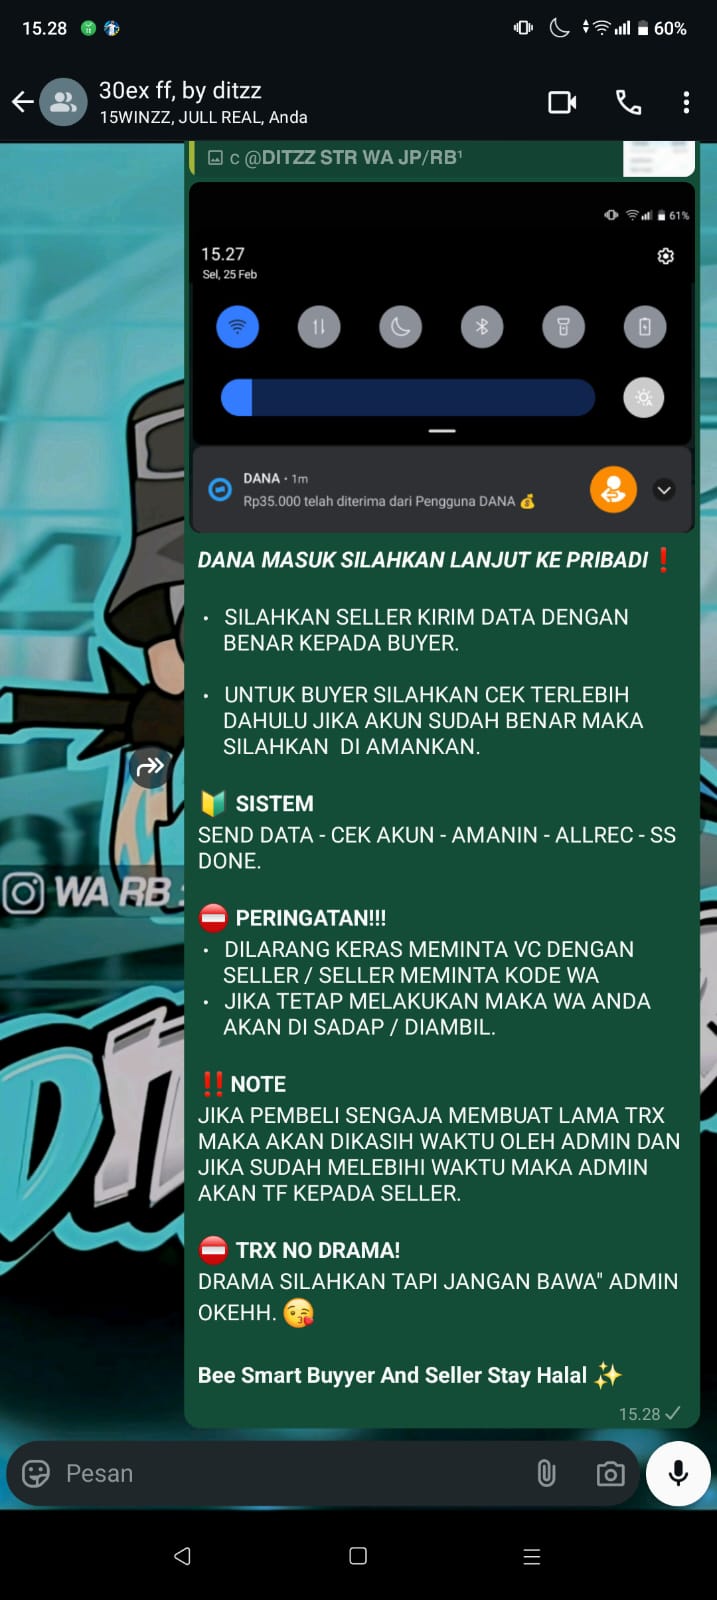 15.28
60%
30ex ff, by ditzz
15WINZZ, JULL REAL, Anda
c @DITZZ STR WA JP/RB¹
61%
15.27
Sel, 25 Feb
DANA • 1m
Rp35.000 telah diterima dari Pengguna DANA 💰
DANA MASUK SILAHKAN LANJUT KE PRIBADI ❗
• SILAHKAN SELLER KIRIM DATA DENGAN
BENAR KEPADA BUYER.
• UNTUK BUYER SILAHKAN CEK TERLEBIH
DAHULU JIKA AKUN SUDAH BENAR MAKA
SILAHKAN DI AMANKAN.
🔰 SISTEM
SEND DATA - CEK AKUN - AMANIN - ALLREC - SS
DONE.
⛔ PERINGATAN!!!
• DILARANG KERAS MEMINTA VC DENGAN
SELLER / SELLER MEMINTA KODE WA
• JIKA TETAP MELAKUKAN MAKA WA ANDA
AKAN DI SADAP / DIAMBIL.
‼️ NOTE
JIKA PEMBELI SENGAJA MEMBUAT LAMA TRX
MAKA AKAN DIKASIH WAKTU OLEH ADMIN DAN
JIKA SUDAH MELEBIHI WAKTU MAKA ADMIN
AKAN TF KEPADA SELLER.
⛔ TRX NO DRAMA!
DRAMA SILAHKAN TAPI JANGAN BAWA" ADMIN
OKEHH. 😘
Bee Smart Buyyer And Seller Stay Halal ✨
15.28
WA RB :
Pesan